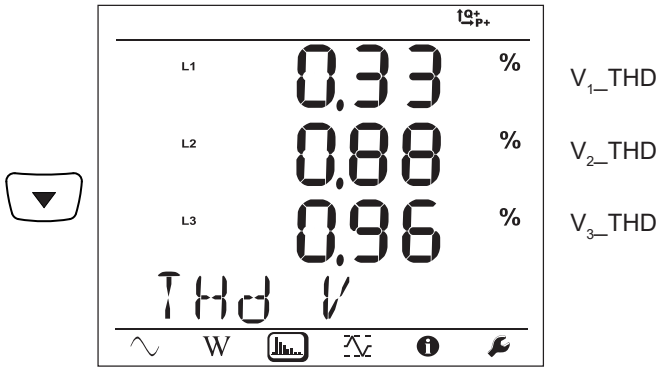 Q+
P+
L1 0.33 % V₁_THD
L2 0.88 % V₂_THD
L3 0.96 % V₃_THD
THd V
W